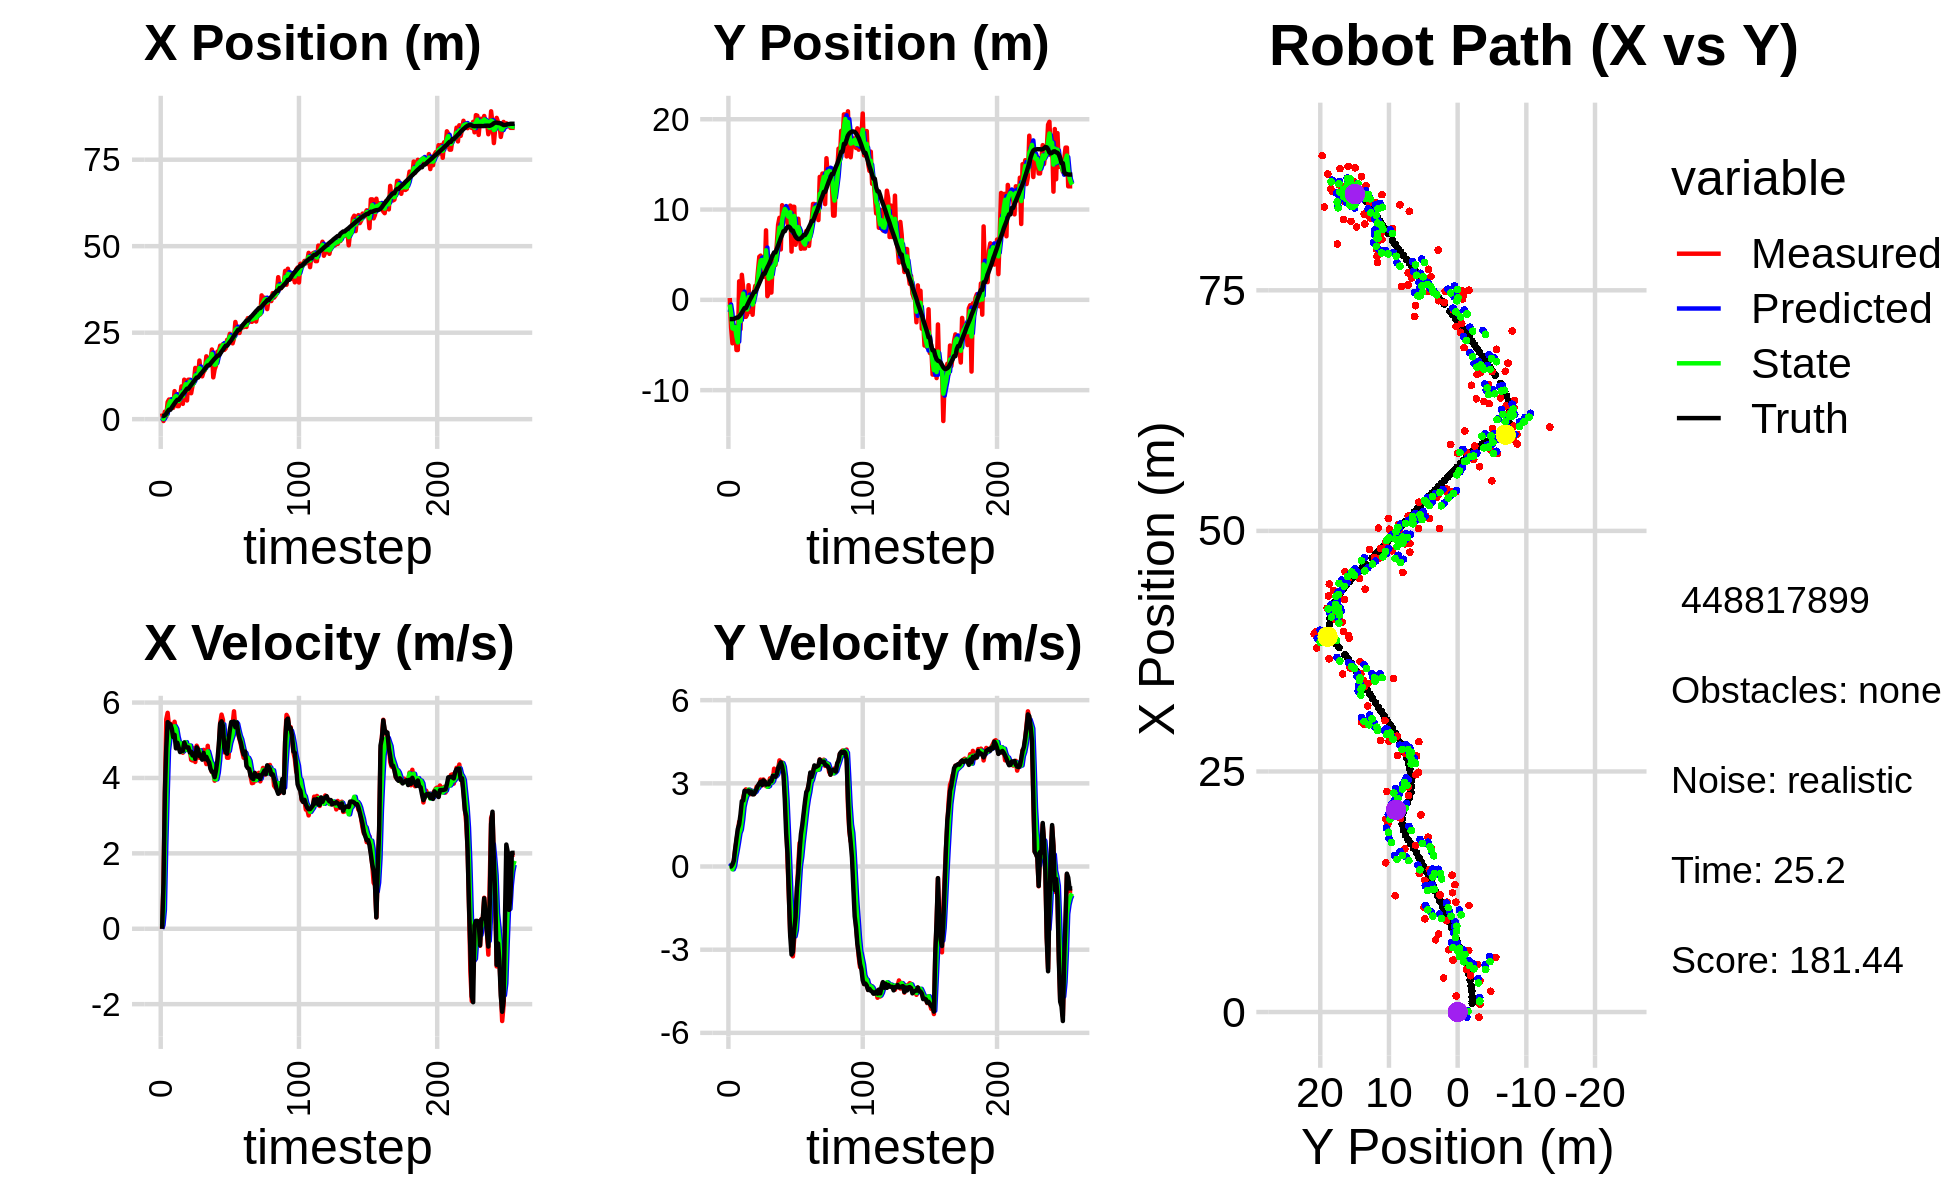 X Position (m)
75
50
25
0
0
100
200
timestep
Y Position (m)
20
10
0
-10
0
100
200
timestep
X Velocity (m/s)
6
4
2
0
-2
0
100
200
timestep
Y Velocity (m/s)
6
3
0
-3
-6
0
100
200
timestep
Robot Path (X vs Y)
X Position (m)
75
50
25
0
20 10 0 -10 -20
Y Position (m)
variable
Measured
Predicted
State
Truth
448817899
Obstacles: none
Noise: realistic
Time: 25.2
Score: 181.44